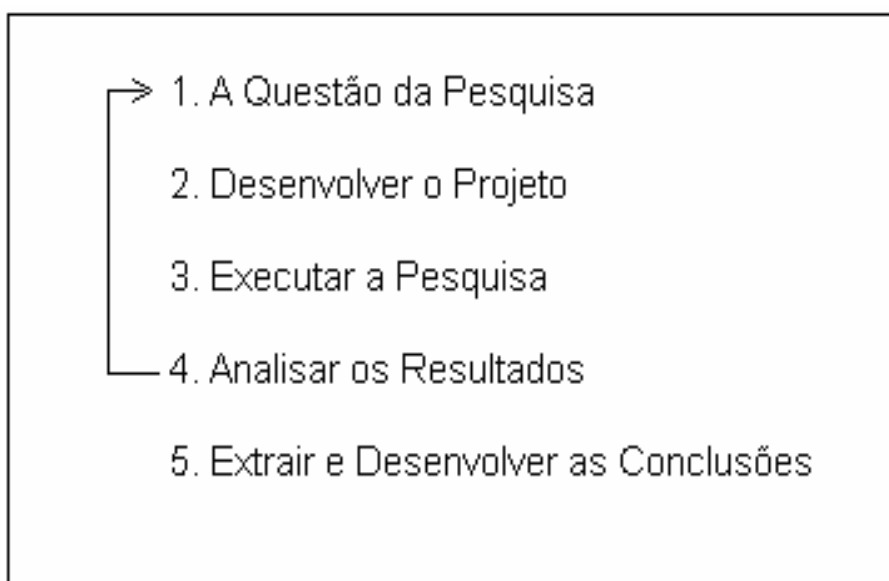 1. A Questão da Pesquisa
2. Desenvolver o Projeto
3. Executar a Pesquisa
4. Analisar os Resultados
5. Extrair e Desenvolver as Conclusões